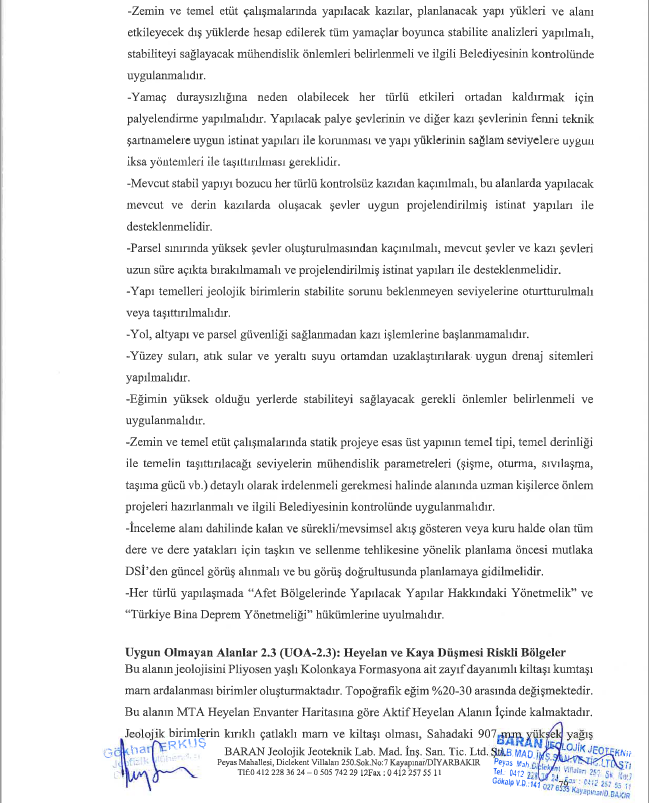 -Zemin ve temel etüt çalışmalarında yapılacak kazılar, planlanacak yapı yükleri ve alanı
etkileyecek dış yüklerde hesap edilerek tüm yamaçlar boyunca stabilite analizleri yapılmalı,
stabiliteyi sağlayacak mühendislik önlemleri belirlenmeli ve ilgili Belediyesinin kontrolünde
uygulanmalıdır.
-Yamaç duraysızlığına neden olabilecek her türlü etkileri ortadan kaldırmak için
palyelendirme yapılmalıdır. Yapılacak palye şevlerinin ve diğer kazı şevlerinin fenni teknik
şartnamelere uygun istinat yapıları ile korunması ve yapı yüklerinin sağlam seviyelere uygun
iksa yöntemleri ile taşıttırılması gereklidir.
-Mevcut stabil yapıyı bozucu her türlü kontrolsüz kazıdan kaçınılmalı, bu alanlarda yapılacak
mevcut ve derin kazılarda oluşacak şevler uygun projelendirilmiş istinat yapıları ile
desteklenmelidir.
-Parsel sınırında yüksek şevler oluşturulmasından kaçınılmalı, mevcut şevler ve kazı şevleri
uzun süre açıkta bırakılmamalı ve projelendirilmiş istinat yapıları ile desteklenmelidir.
-Yapı temelleri jeolojik birimlerin stabilite sorunu beklenmeyen seviyelerine oturtturulmalı
veya taşıttırılmalıdır.
-Yol, altyapı ve parsel güvenliği sağlanmadan kazı işlemlerine başlanmamalıdır.
-Yüzey suları, atık sular ve yeraltı suyu ortamdan uzaklaştırılarak uygun drenaj sitemleri
yapılmalıdır.
-Eğimin yüksek olduğu yerlerde stabiliteyi sağlayacak gerekli önlemler belirlenmeli ve
uygulanmalıdır.
-Zemin ve temel etüt çalışmalarında statik projeye esas üst yapının temel tipi, temel derinliği
ile temelin taşıttırılacağı seviyelerin mühendislik parametreleri (şişme, oturma, sıvılaşma,
taşıma gücü vb.) detaylı olarak irdelenmeli gerekmesi halinde alanında uzman kişilerce önlem
projeleri hazırlanmalı ve ilgili Belediyesinin kontrolünde uygulanmalıdır.
-İnceleme alanı dahilinde kalan ve sürekli/mevsimsel akış gösteren veya kuru halde olan tüm
dere ve dere yatakları için taşkın ve sellenme tehlikesine yönelik planlama öncesi mutlaka
DSİ'den güncel görüş alınmalı ve bu görüş doğrultusunda planlamaya gidilmelidir.
-Her türlü yapılaşmada “Afet Bölgelerinde Yapılacak Yapılar Hakkındaki Yönetmelik” ve
“Türkiye Bina Deprem Yönetmeliği” hükümlerine uyulmalıdır.
Uygun Olmayan Alanlar 2.3 (UOA-2.3): Heyelan ve Kaya Düşmesi Riskli Bölgeler
Bu alanın jeolojisini Pliyosen yaşlı Kolonkaya Formasyona ait zayıf dayanımlı kiltaşı kumtaşı
marn ardalanması birimler oluşturmaktadır. Topoğrafik eğim %20-30 arasında değişmektedir.
Bu alanın MTA Heyelan Envanter Haritasına göre Aktif Heyelan Alanın İçinde kalmaktadır.
Jeolojik birimlerin kırıklı çatlaklı marn ve kiltaşı olması, Sahadaki 907 mm yüksek yağış
Gökhan ERKUŞ
BARAN Jeolojik Jeoteknik Lab. Mad. İnş. San. Tic. Ltd. Şti.
Peyas Mahallesi, Diclekent Villaları 250.Sok.No:7 Kayapınar/DİYARBAKIR
Tlf:0 412 228 36 24 – 0 505 742 29 12Fax : 0 412 257 55 11
79
BARAN JEOLOJİK JEOTEKNİK
LAB MAD İNŞ.SAN.VE TİC.LTD ŞTİ
Peyas Mah.Diclekent Villaları 250. Sk.
Tel.: 0412 228 36 24 Fax : 0412 257 55 11
Gökalp V.D.:141 027 Kayapınar/D.BAKIR